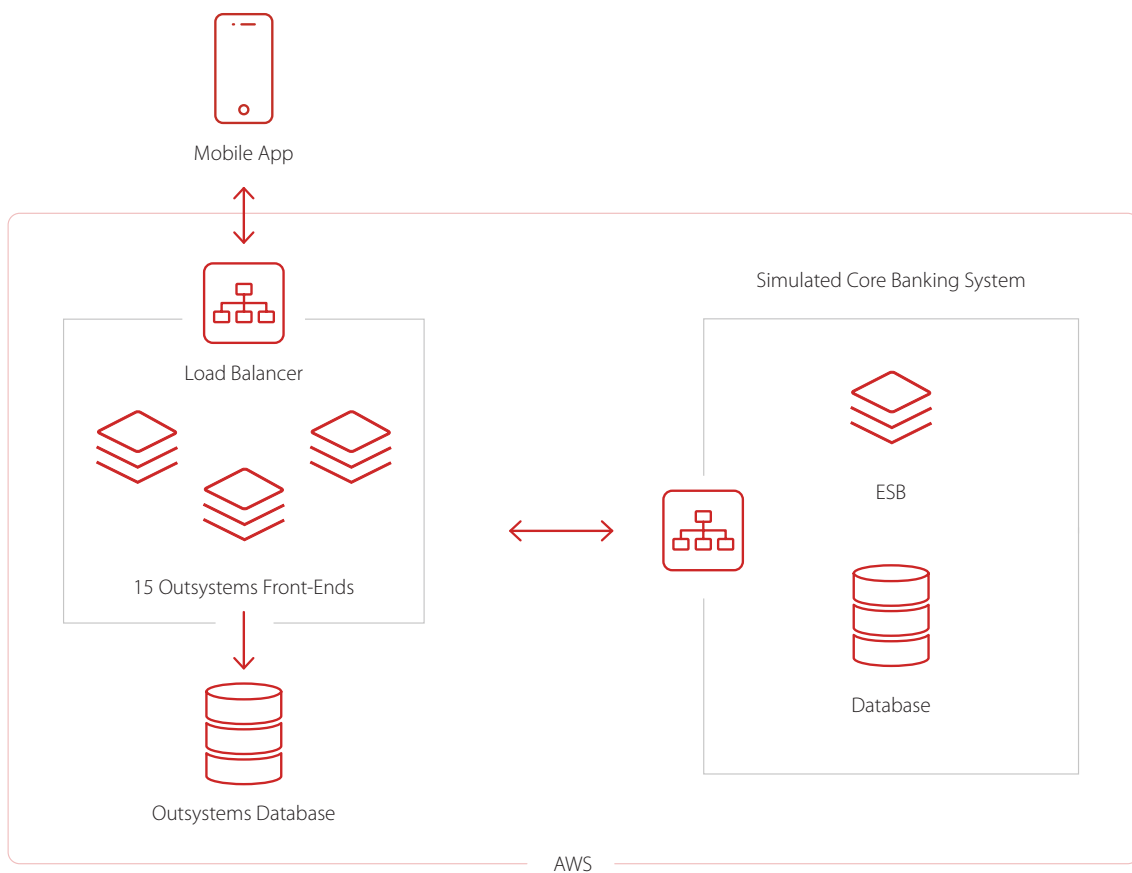 Mobile App
Simulated Core Banking System
Load Balancer
ESB
15 Outsystems Front-Ends
Database
Outsystems Database
AWS